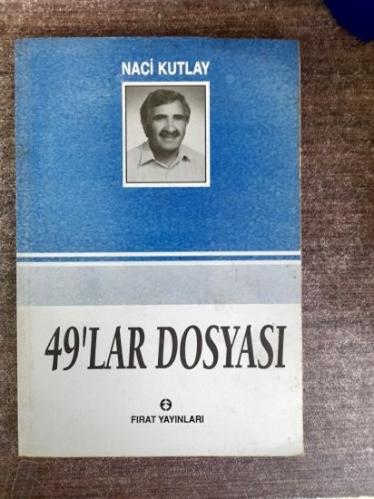 NACİ KUTLAY
49'LAR DOSYASI
FIRAT YAYINLARI